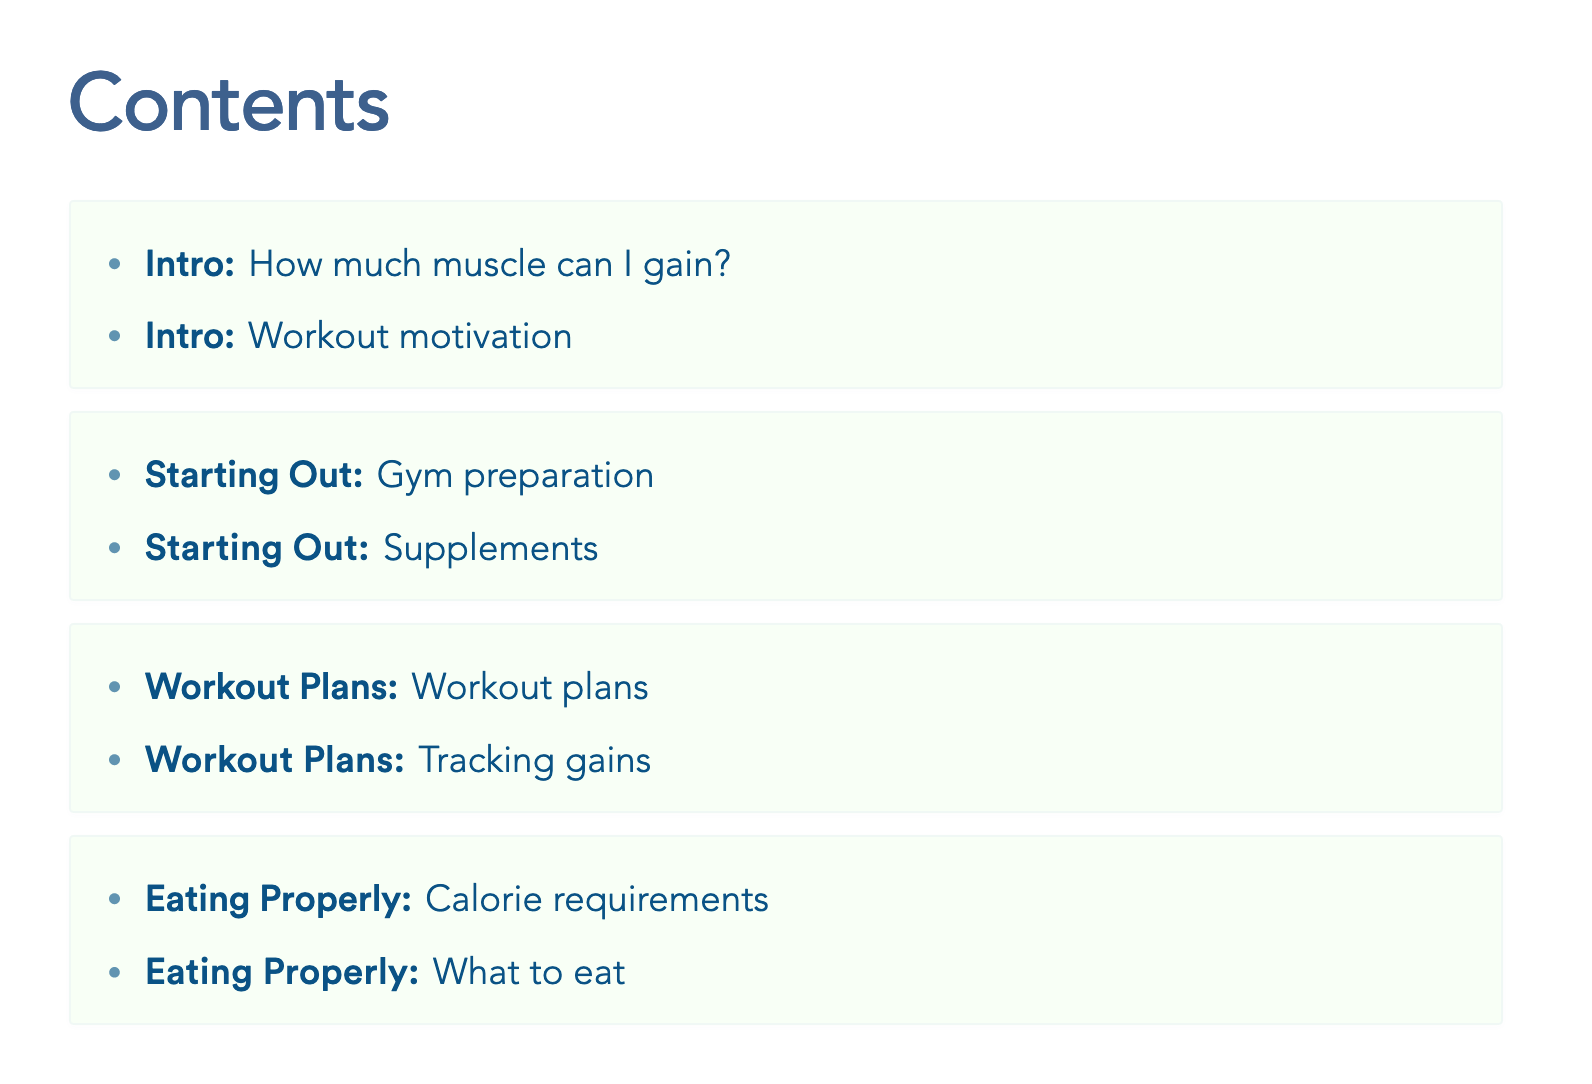 Contents
Intro: How much muscle can I gain?
Intro: Workout motivation
Starting Out: Gym preparation
Starting Out: Supplements
Workout Plans: Workout plans
Workout Plans: Tracking gains
Eating Properly: Calorie requirements
Eating Properly: What to eat